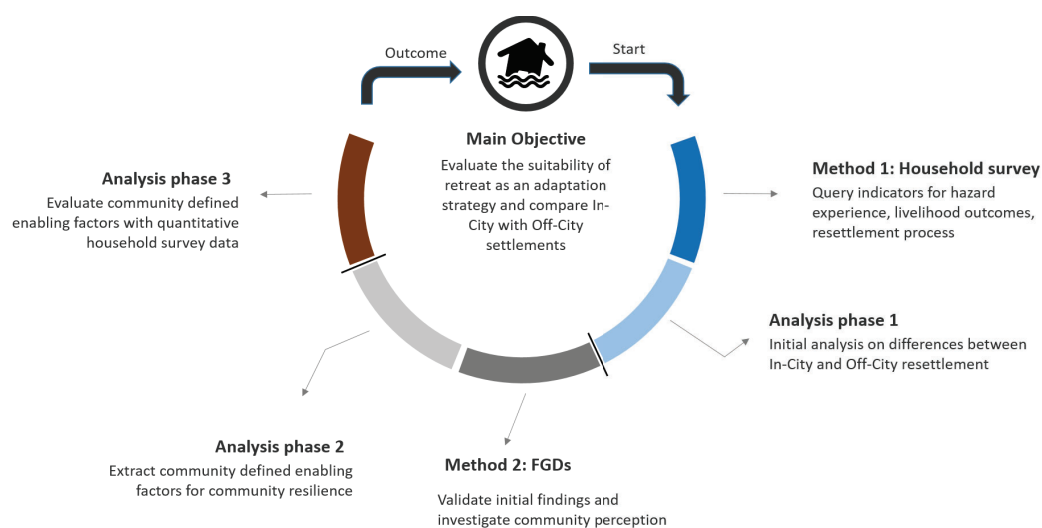 Outcome
Start
Main Objective
Evaluate the suitability of
retreat as an adaptation
strategy and compare In-
City with Off-City
settlements
Method 1: Household survey
Query indicators for hazard
experience, livelihood outcomes,
resettlement process
Analysis phase 1
Initial analysis on differences between
In-City and Off-City resettlement
Method 2: FGDs
Validate initial findings and
investigate community perception
Analysis phase 2
Extract community defined enabling
factors for community resilience
Analysis phase 3
Evaluate community defined
enabling factors with quantitative
household survey data